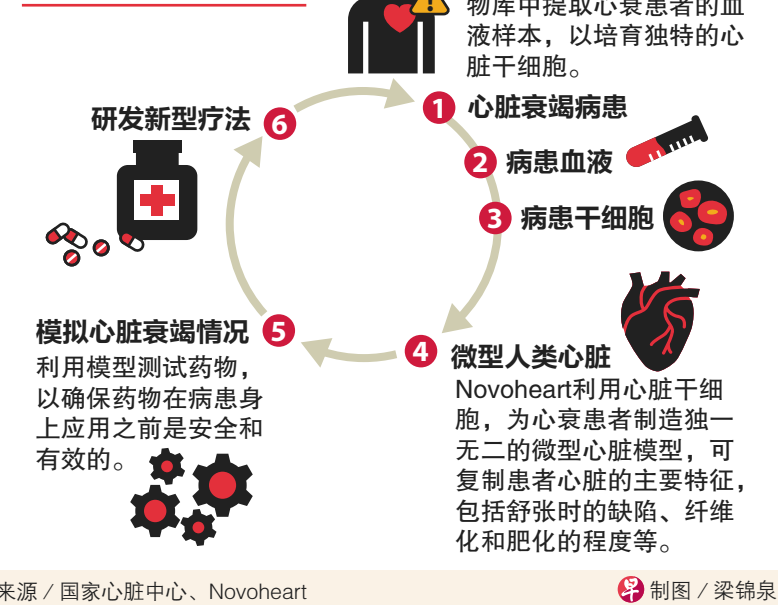 物库中提取心衰患者的血
液样本，以培育独特的心
脏干细胞。
1 心脏衰竭病患
2 病患血液
3 病患干细胞
4 微型人类心脏
Novoheart利用心脏干细
胞，为心衰患者制造独一
无二的微型心脏模型，可
复制患者心脏的主要特征，
包括舒张时的缺陷、纤维
化和肥化的程度等。
5 模拟心脏衰竭情况
利用模型测试药物，
以确保药物在病患身
上应用之前是安全和
有效的。
6 研发新型疗法
来源／国家心脏中心、Novoheart
早 制图／梁锦泉